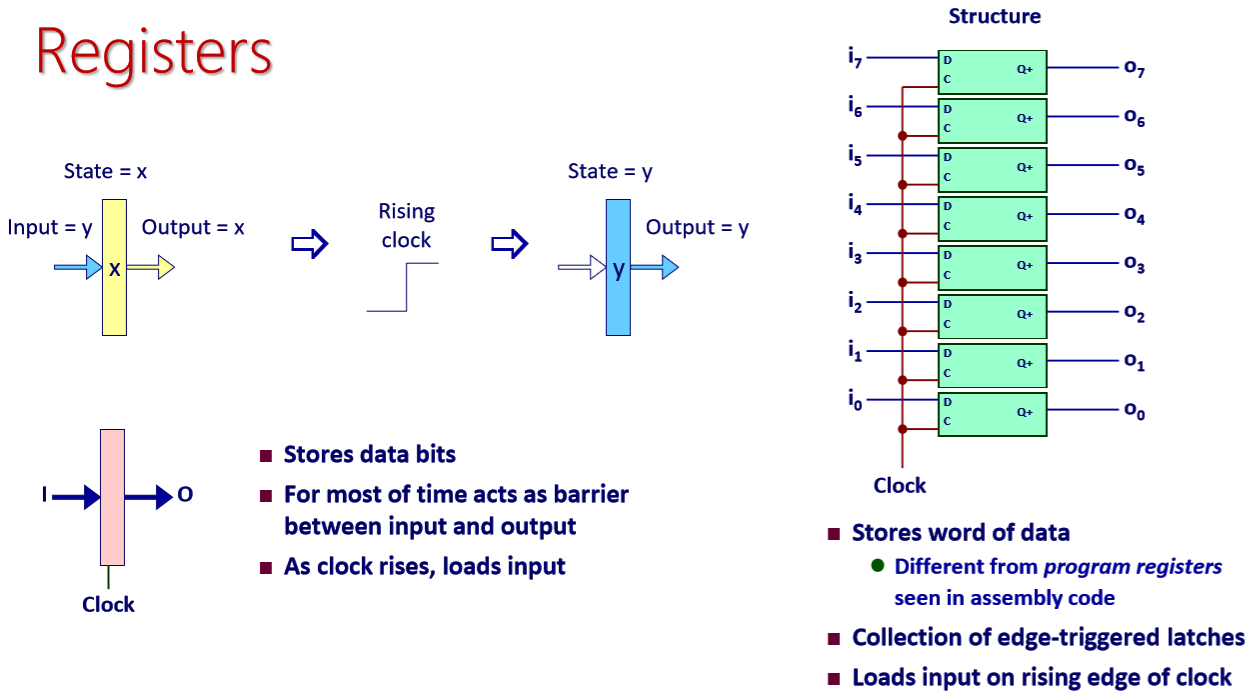 Registers
State = x
Input = y
Output = x
x
Rising
clock
State = y
Output = y
y
I
O
Clock
■ Stores data bits
■ For most of time acts as barrier
between input and output
■ As clock rises, loads input
Structure
i7 D C Q+ o7
i6 D C Q+ o6
i5 D C Q+ o5
i4 D C Q+ o4
i3 D C Q+ o3
i2 D C Q+ o2
i1 D C Q+ o1
i0 D C Q+ o0
Clock
■ Stores word of data
● Different from program registers
seen in assembly code
■ Collection of edge-triggered latches
■ Loads input on rising edge of clock